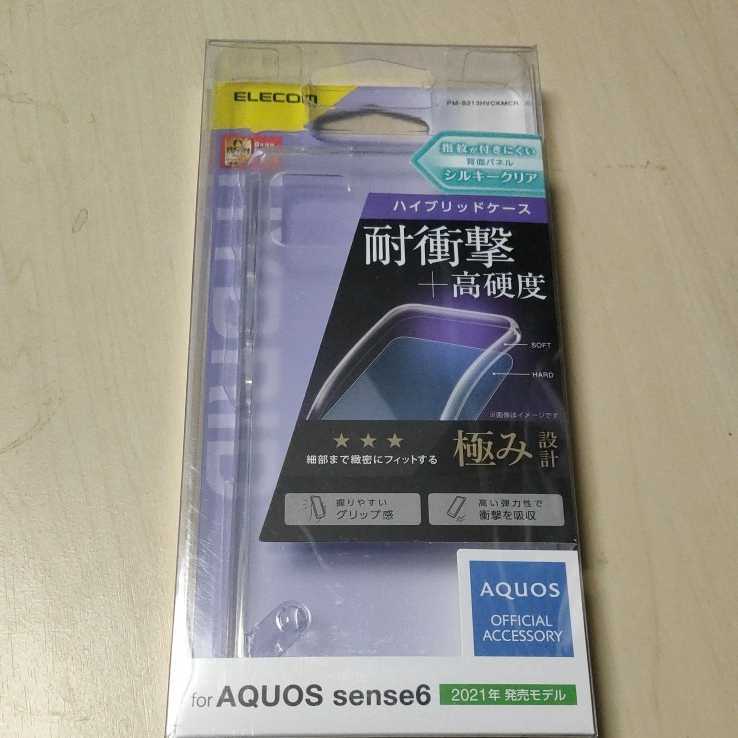 ELECOM
PM-S213HVCKMCR
指紋が付きにくい
背面パネル
シルキークリア
ハイブリッドケース
耐衝撃
+高硬度
SOFT
HARD
※画像はイメージです
★★★
細部まで緻密にフィットする
極み設計
握りやすい
グリップ感
高い弾力性で
衝撃を吸収
HYBRID
AQUOS
OFFICIAL
ACCESSORY
for AQUOS sense6
2021年 発売モデル